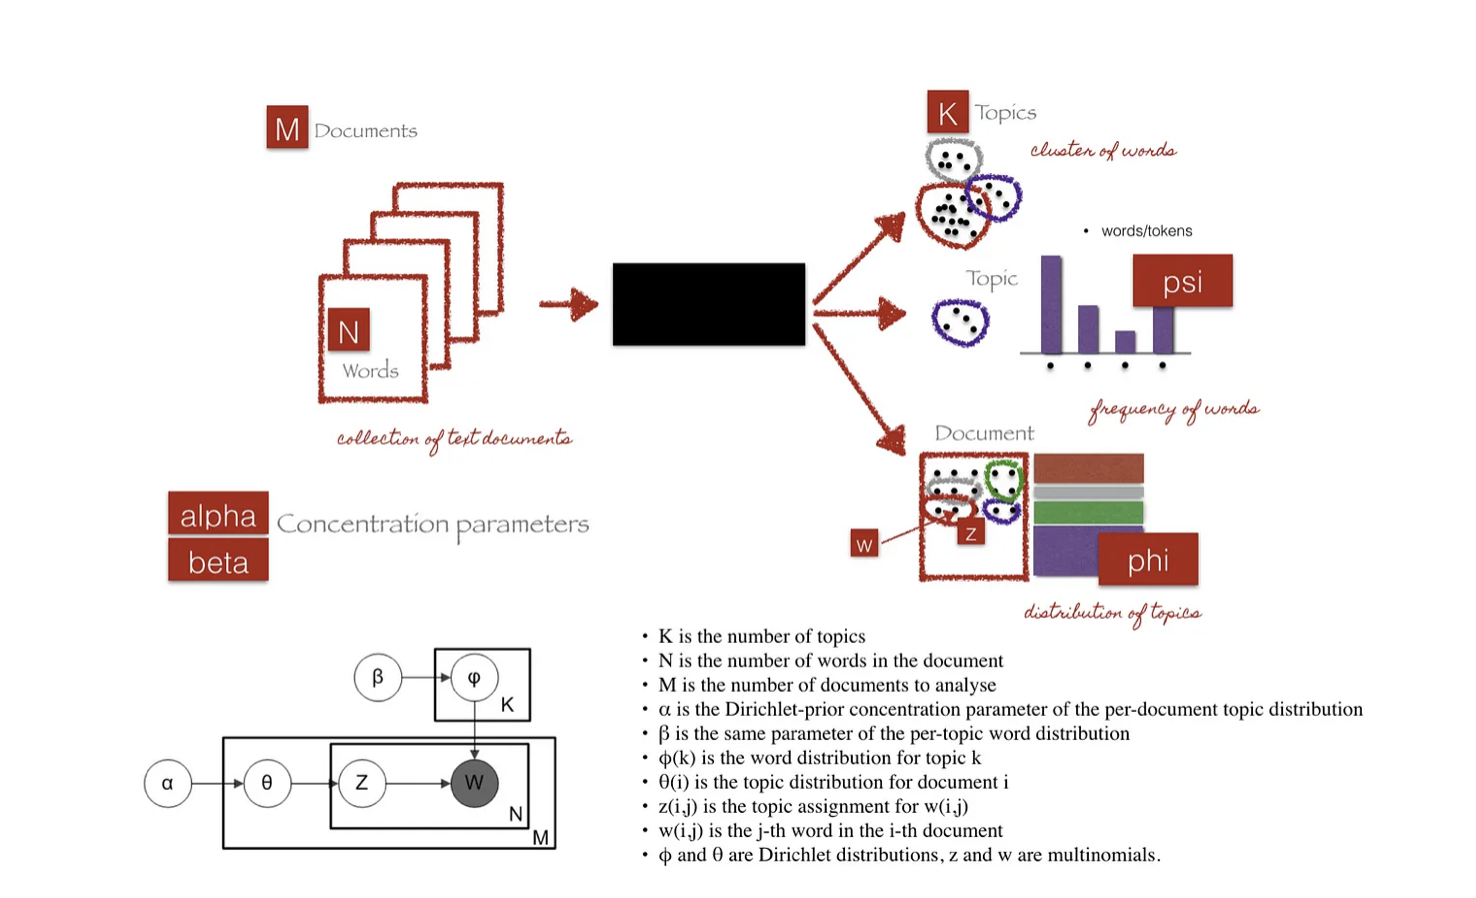 M Documents
N
Words
collection of text documents
alpha
beta
Concentration parameters
K Topics
cluster of words
• words/tokens
Topic
psi
frequency of words
Document
w
z
phi
distribution of topics
β
φ
K
α
θ
Z
W
N
M
• K is the number of topics
• N is the number of words in the document
• M is the number of documents to analyse
• α is the Dirichlet-prior concentration parameter of the per-document topic distribution
• β is the same parameter of the per-topic word distribution
• ϕ(k) is the word distribution for topic k
• θ(i) is the topic distribution for document i
• z(i,j) is the topic assignment for w(i,j)
• w(i,j) is the j-th word in the i-th document
• ϕ and θ are Dirichlet distributions, z and w are multinomials.